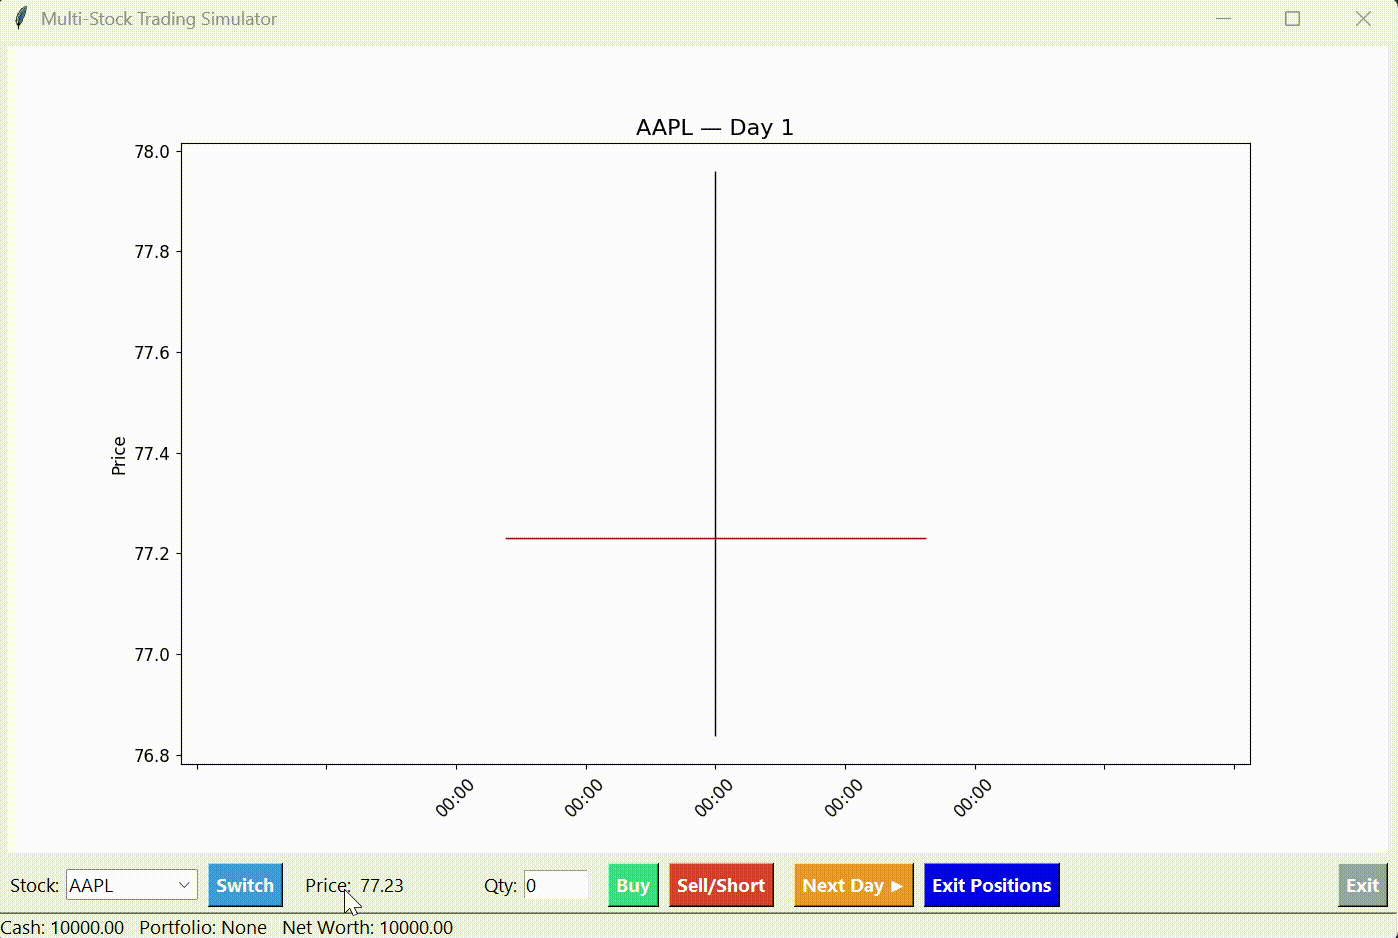 Multi-Stock Trading Simulator
AAPL — Day 1
78.0
77.8
77.6
77.4
77.2
77.0
76.8
Price
00:00 00:00 00:00 00:00 00:00
Stock: AAPL Switch Price: 77.23 Qty: 0 Buy Sell/Short Next Day ► Exit Positions Exit
Cash: 10000.00 Portfolio: None Net Worth: 10000.00